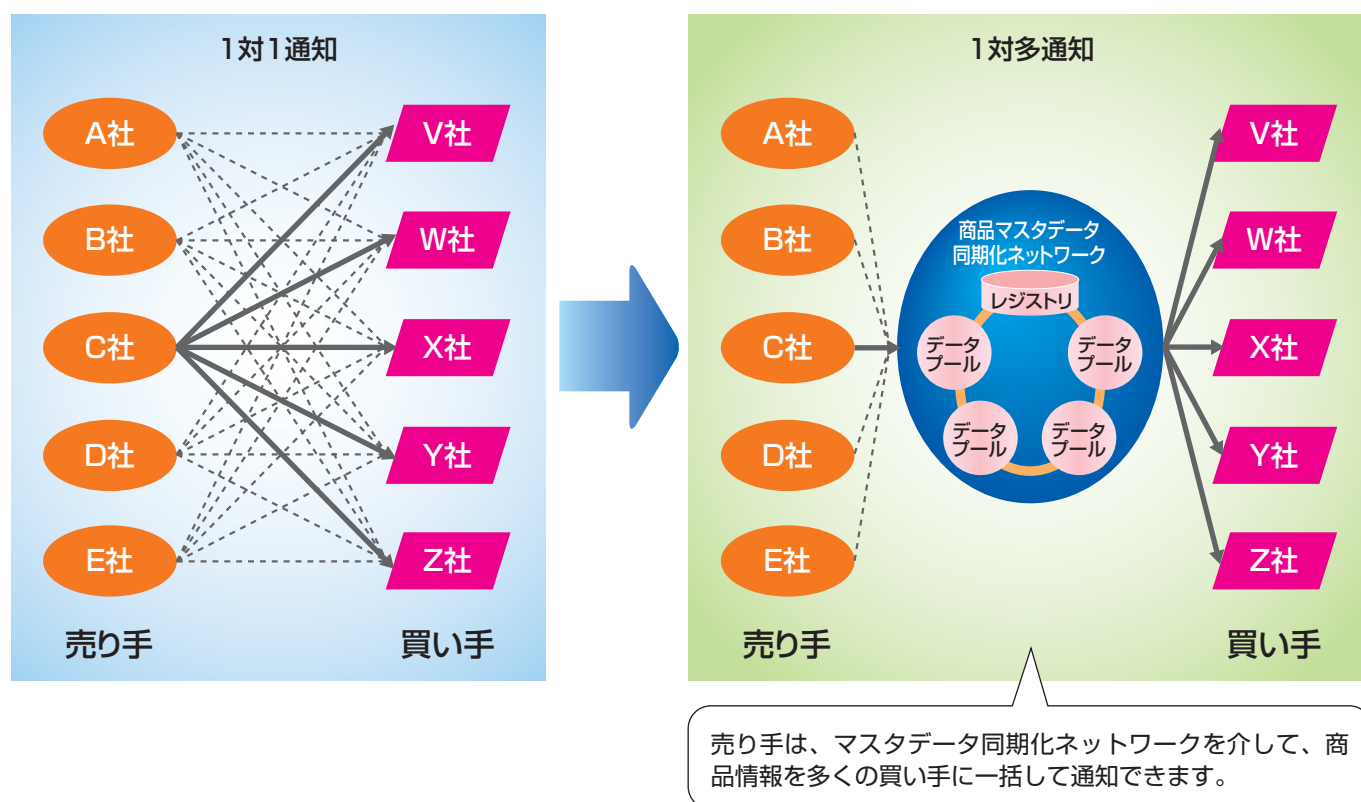 1対1通知
A社
B社
C社
D社
E社
売り手
V社
W社
X社
Y社
Z社
買い手
1対多通知
A社
B社
C社
D社
E社
売り手
商品マスタデータ
同期化ネットワーク
レジストリ
データ
プール
データ
プール
データ
プール
データ
プール
V社
W社
X社
Y社
Z社
買い手
売り手は、マスタデータ同期化ネットワークを介して、商
品情報を多くの買い手に一括して通知できます。